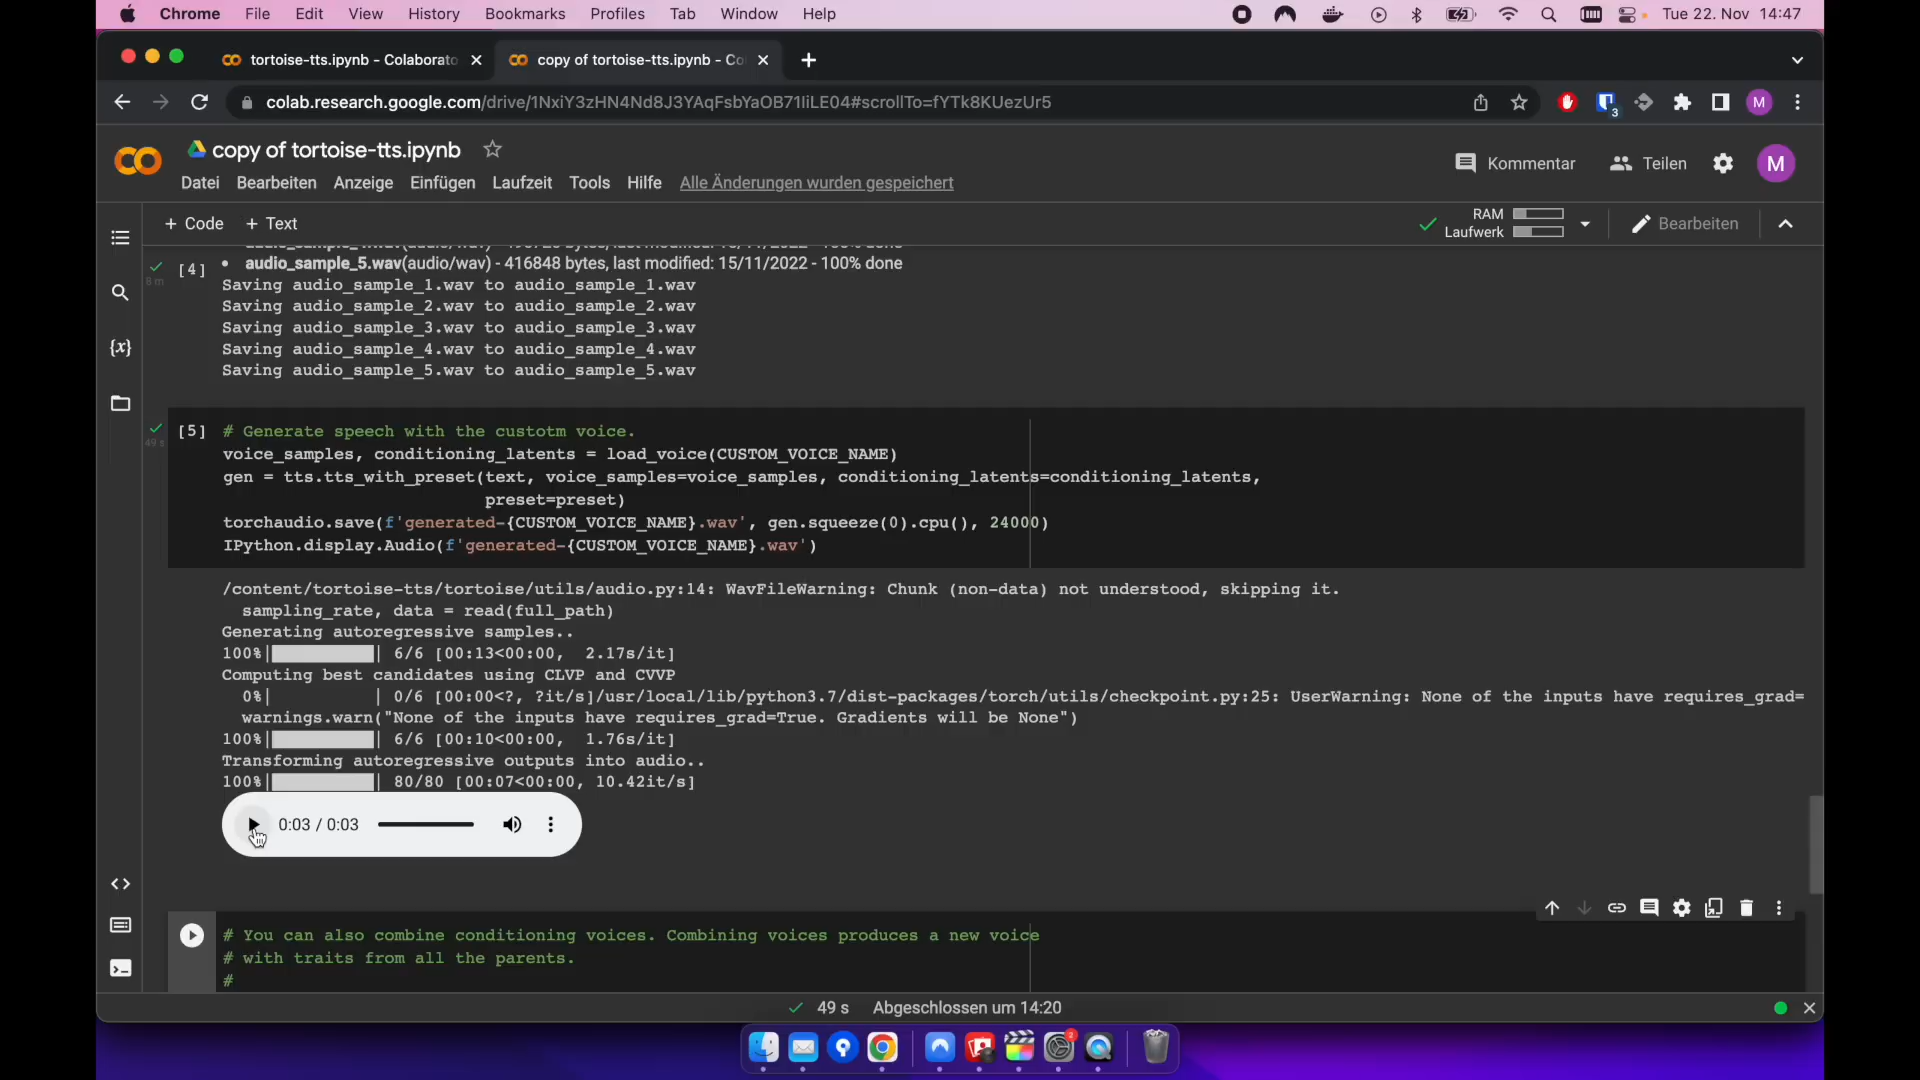 Chrome File Edit View History Bookmarks Profiles Tab Window Help Tue 22. Nov 14:47
tortoise-tts.ipynb - Colaborato copy of tortoise-tts.ipynb - Co
colab.research.google.com/drive/1NxiY3zHN4Nd8J3YAqFsbYaOB71IiLE04#scrollTo=fYTk8KUezUr5 3 M
copy of tortoise-tts.ipynb
Kommentar Teilen M
Datei Bearbeiten Anzeige Einfügen Laufzeit Tools Hilfe Alle Änderungen wurden gespeichert
+ Code + Text RAM Laufwerk Bearbeiten
[4] • audio_sample_5.wav(audio/wav) - 416848 bytes, last modified: 15/11/2022 - 100% done
8 m
Saving audio_sample_1.wav to audio_sample_1.wav
Saving audio_sample_2.wav to audio_sample_2.wav
Saving audio_sample_3.wav to audio_sample_3.wav
Saving audio_sample_4.wav to audio_sample_4.wav
Saving audio_sample_5.wav to audio_sample_5.wav
{x}
[5] # Generate speech with the custotm voice.
49 s
voice_samples, conditioning_latents = load_voice(CUSTOM_VOICE_NAME)
gen = tts.tts_with_preset(text, voice_samples=voice_samples, conditioning_latents=conditioning_latents,
preset=preset)
torchaudio.save(f'generated-{CUSTOM_VOICE_NAME}.wav', gen.squeeze(0).cpu(), 24000)
IPython.display.Audio(f'generated-{CUSTOM_VOICE_NAME}.wav')
/content/tortoise-tts/tortoise/utils/audio.py:14: WavFileWarning: Chunk (non-data) not understood, skipping it.
sampling_rate, data = read(full_path)
Generating autoregressive samples..
100%| | 6/6 [00:13<00:00, 2.17s/it]
Computing best candidates using CLVP and CVVP
0%| | 0/6 [00:00<?, ?it/s]/usr/local/lib/python3.7/dist-packages/torch/utils/checkpoint.py:25: UserWarning: None of the inputs have requires_grad=
warnings.warn("None of the inputs have requires_grad=True. Gradients will be None")
100%| | 6/6 [00:10<00:00, 1.76s/it]
Transforming autoregressive outputs into audio..
100%| | 80/80 [00:07<00:00, 10.42it/s]
0:03 / 0:03
# You can also combine conditioning voices. Combining voices produces a new voice
# with traits from all the parents.
#
49 s Abgeschlossen um 14:20
2